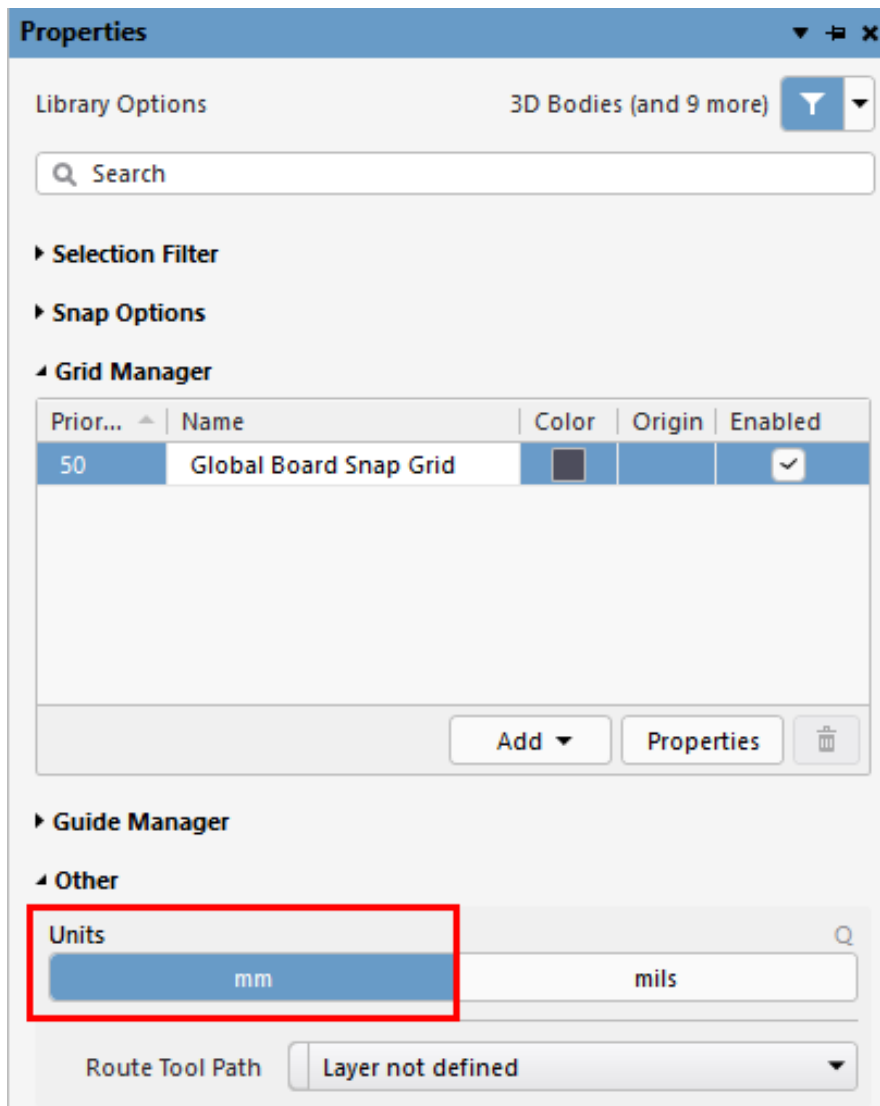 Properties
Library Options 3D Bodies (and 9 more)
Search
Selection Filter
Snap Options
Grid Manager
Prior... Name Color Origin Enabled
50 Global Board Snap Grid
Add Properties
Guide Manager
Other
Units Q
mm mils
Route Tool Path Layer not defined